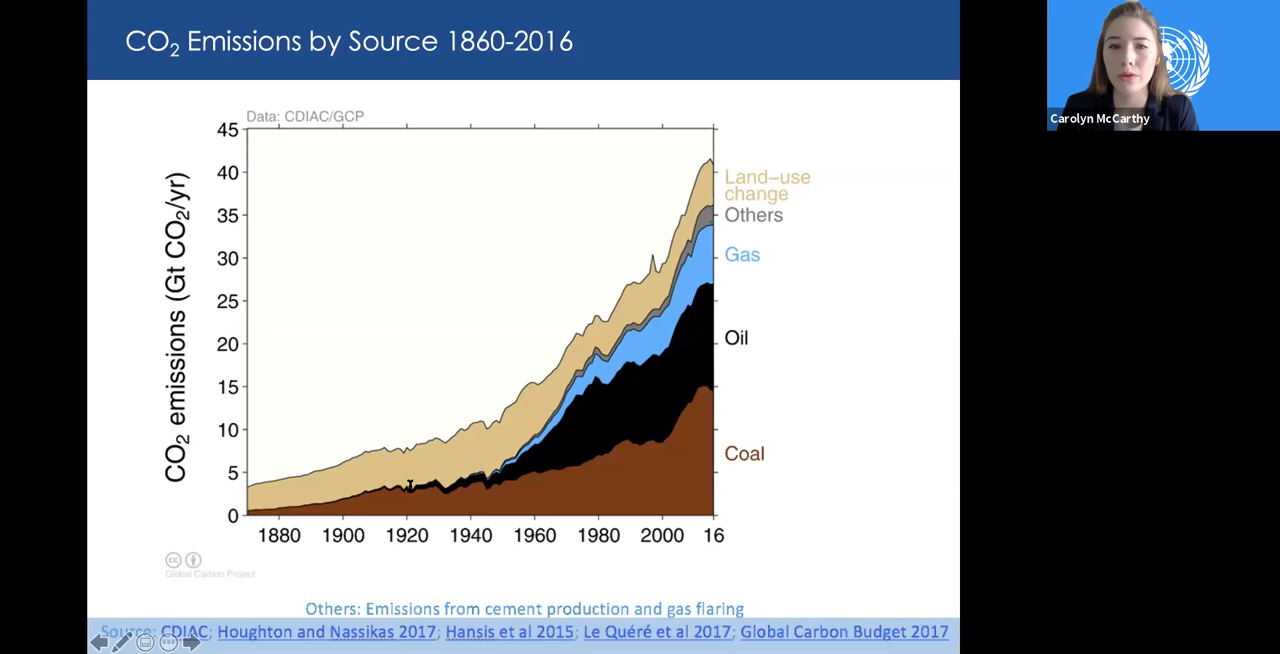 CO2 Emissions by Source 1860-2016
Carolyn McCarthy
Data: CDIAC/GCP
CO2 emissions (Gt CO2/yr)
45
40
35
30
25
20
15
10
5
0
1880 1900 1920 1940 1960 1980 2000 16
Land-use
change
Others
Gas
Oil
Coal
cc
Global Carbon Project
Others: Emissions from cement production and gas flaring
Source: CDIAC; Houghton and Nassikas 2017; Hansis et al 2015; Le Quéré et al 2017; Global Carbon Budget 2017